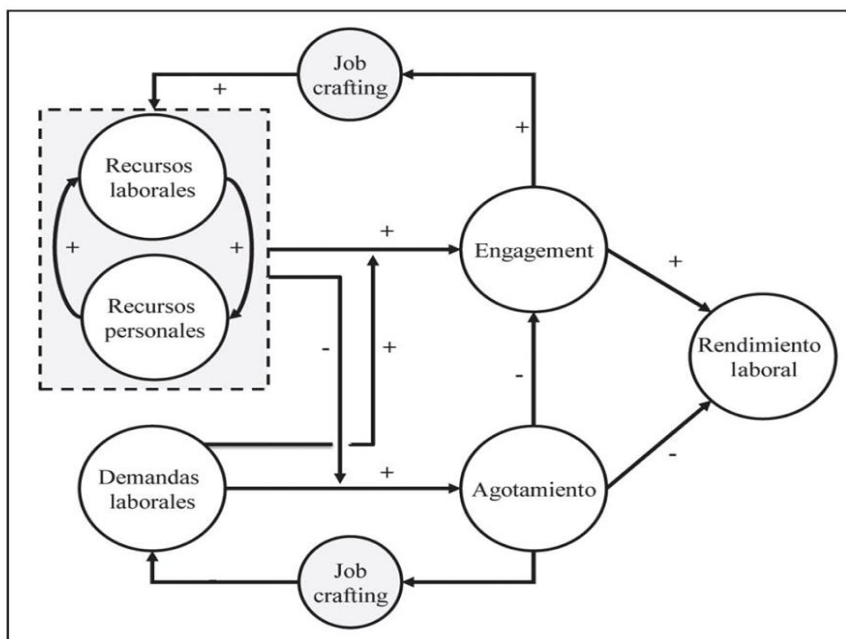 Job
crafting
+
+
Recursos
laborales
+
+
+
Engagement
+
Recursos
personales
-
+
-
Rendimiento
laboral
Demandas
laborales
+
Agotamiento
-
Job
crafting
-